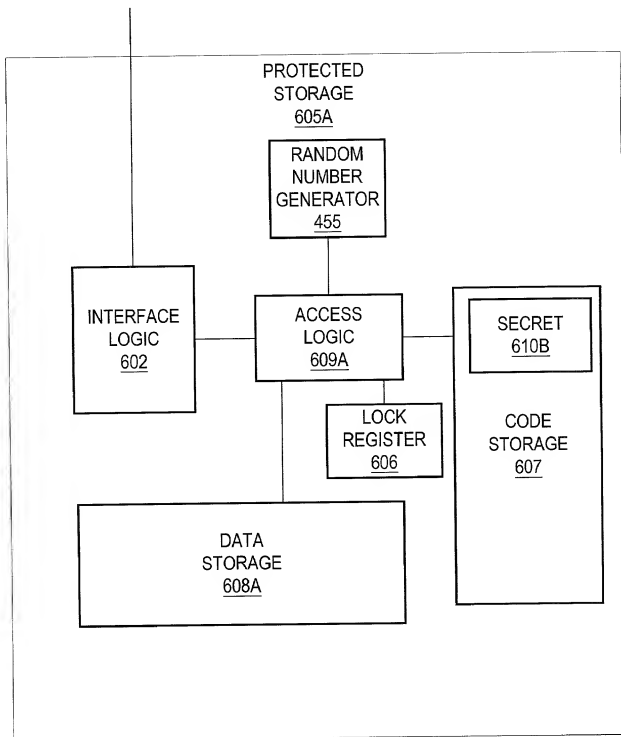 PROTECTED
STORAGE
605A
RANDOM
NUMBER
GENERATOR
455
INTERFACE
LOGIC
602
ACCESS
LOGIC
609A
SECRET
610B
LOCK
REGISTER
606
CODE
STORAGE
607
DATA
STORAGE
608A